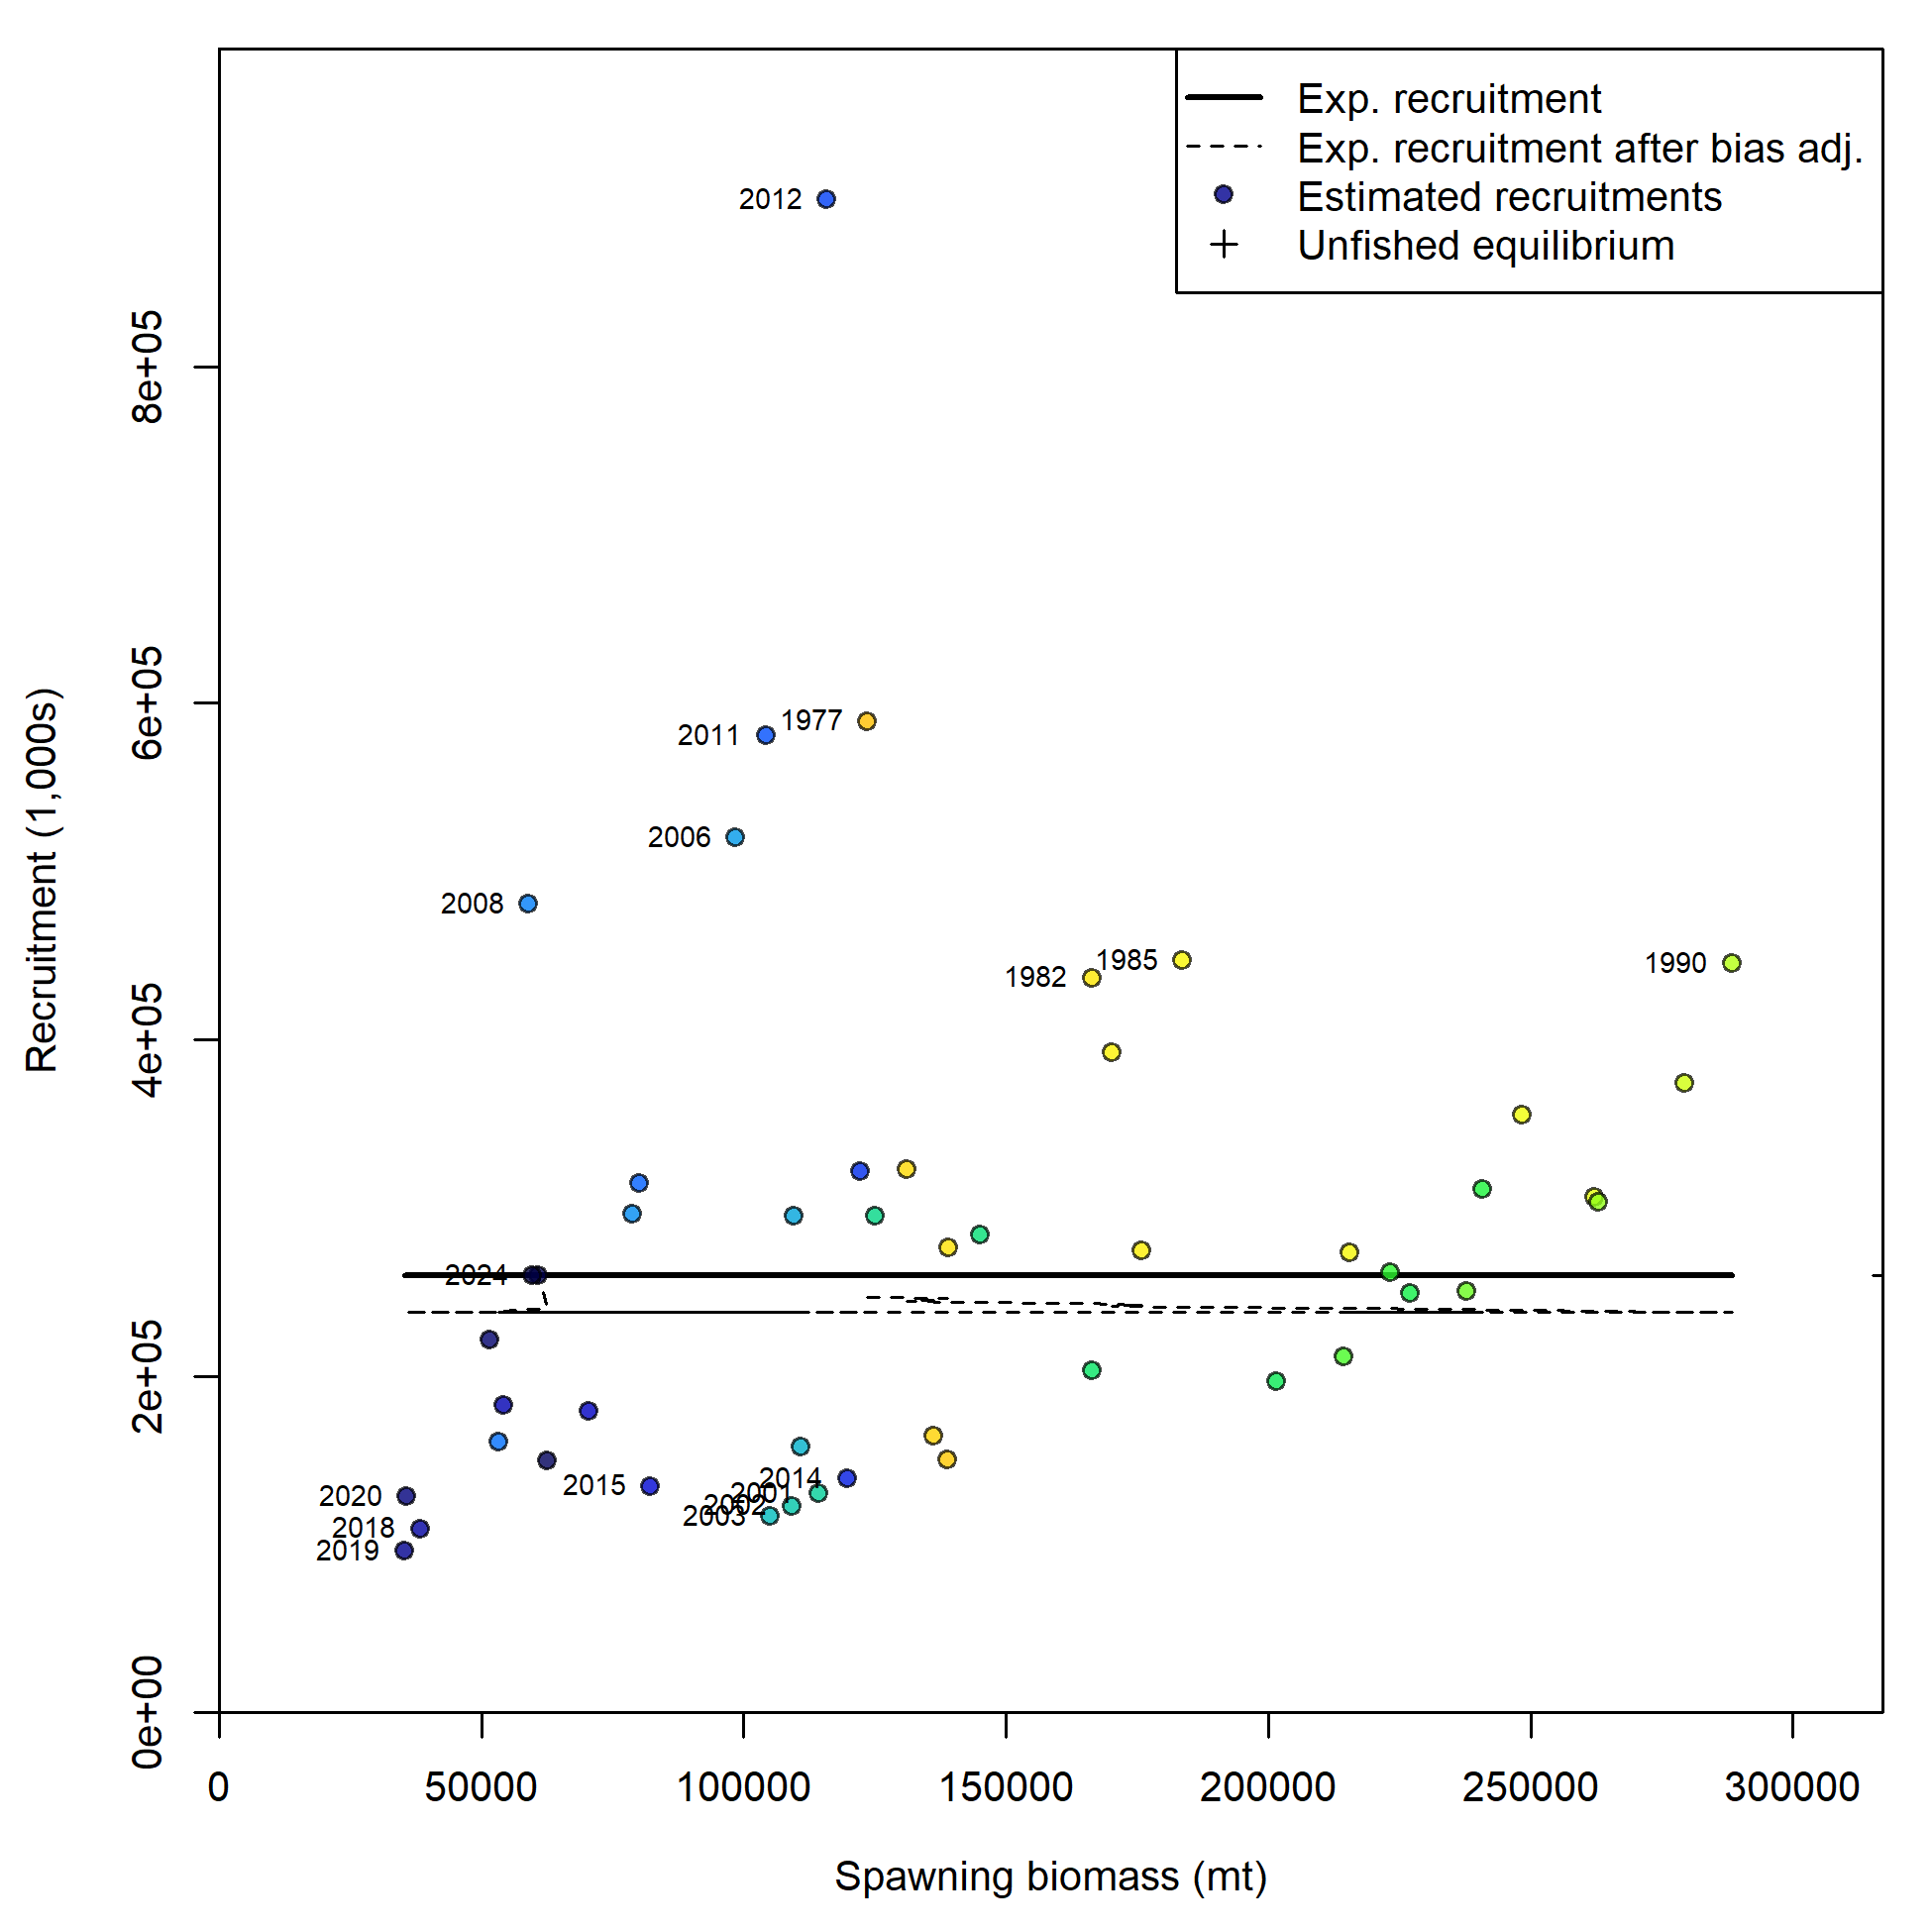 Exp. recruitment
Exp. recruitment after bias adj.
Estimated recruitments
Unfished equilibrium
2012
8e+05
6e+05
1977
2011
2006
2008
1985
1990
1982
4e+05
2024
2e+05
2014
2015
2001
2020
2002
2003
2018
2019
0e+00
Recruitment (1,000s)
0 50000 100000 150000 200000 250000 300000
Spawning biomass (mt)